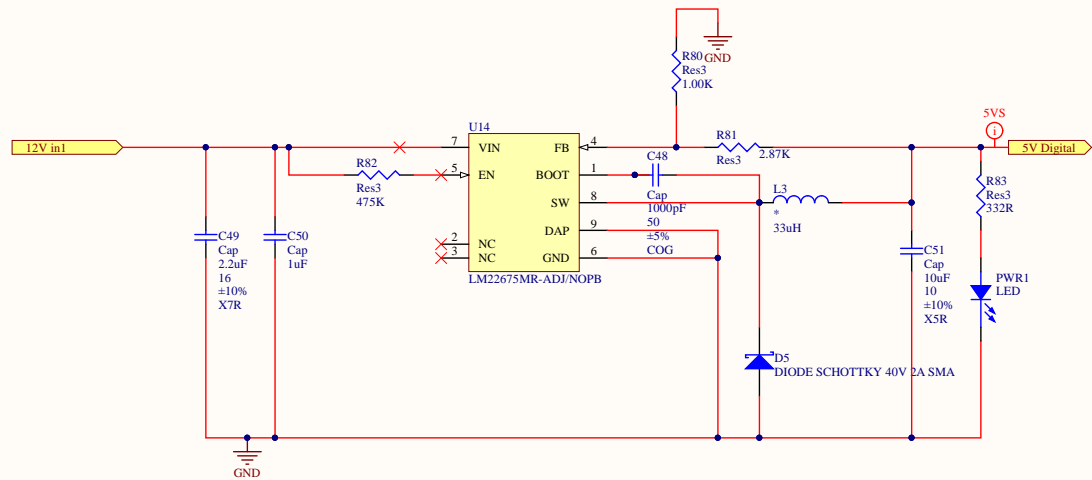 R80
Res3
1.00K
GND
5VS
i
12V in1
5V Digital
U14
7
VIN
FB
4
R81
Res3
2.87K
R82
Res3
475K
5
EN
BOOT
1
C48
Cap
1000pF
50
±5%
COG
SW
8
L3
*
33uH
R83
Res3
332R
DAP
9
2
NC
3
NC
GND
6
LM22675MR-ADJ/NOPB
C49
Cap
2.2uF
16
±10%
X7R
C50
Cap
1uF
C51
Cap
10uF
10
±10%
X5R
PWR1
LED
D5
DIODE SCHOTTKY 40V 2A SMA
GND